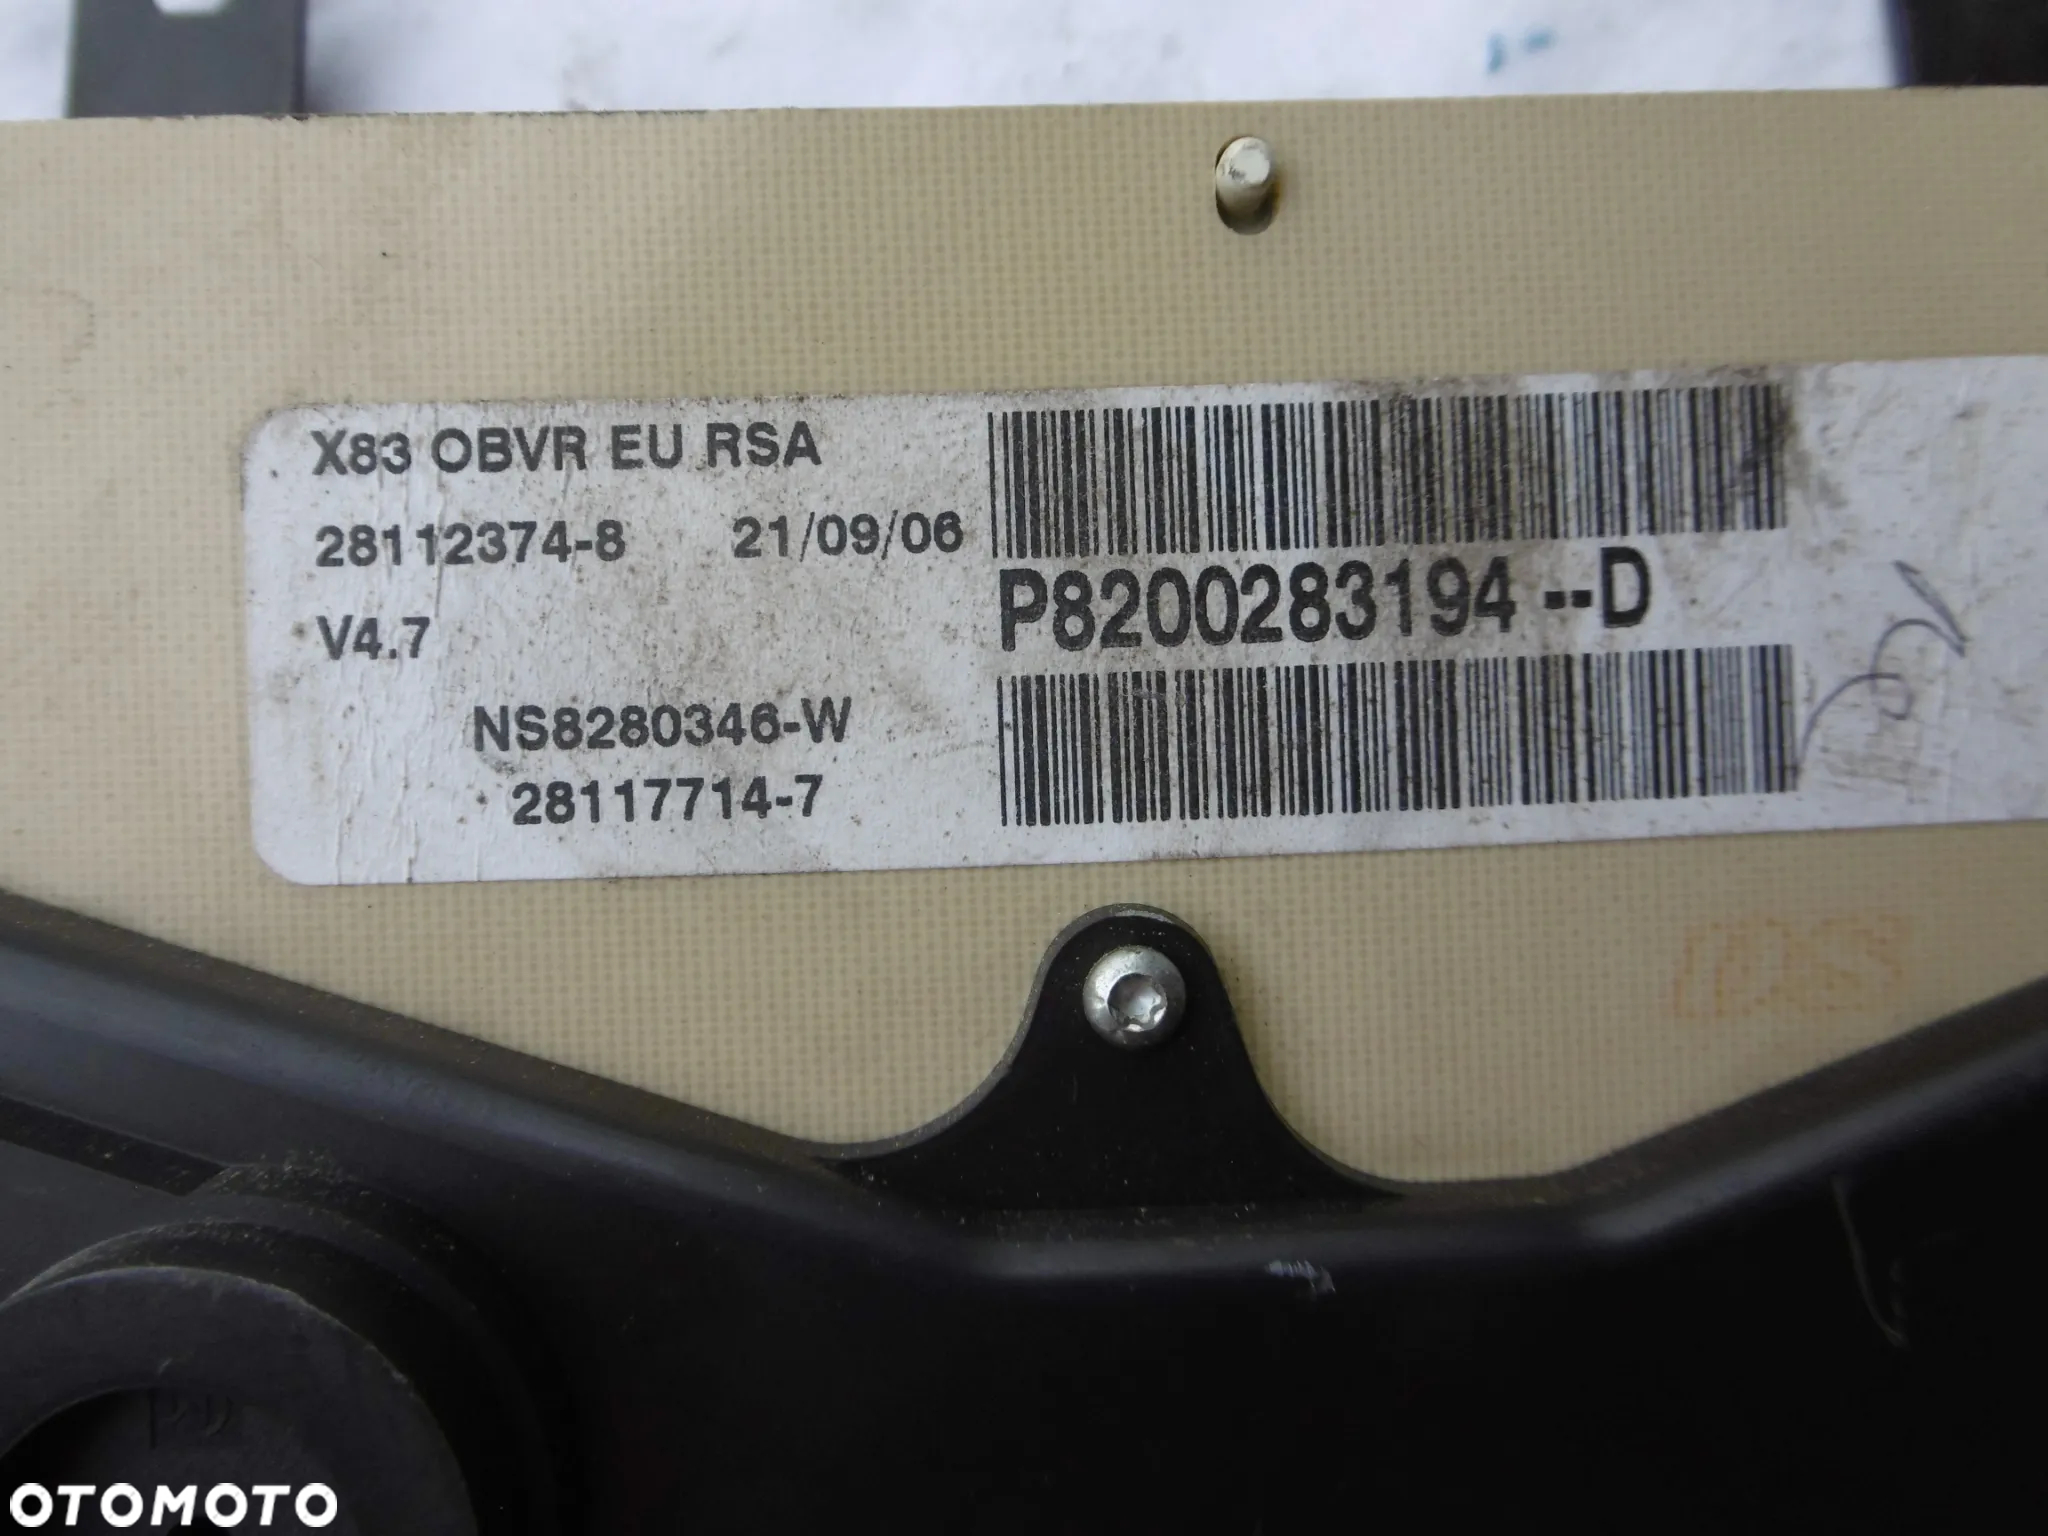 X83 OBVR EU RSA
28112374-8 21/09/06
V4.7
P8200283194--D
NS8280346-W
28117714-7
OTOMOTO